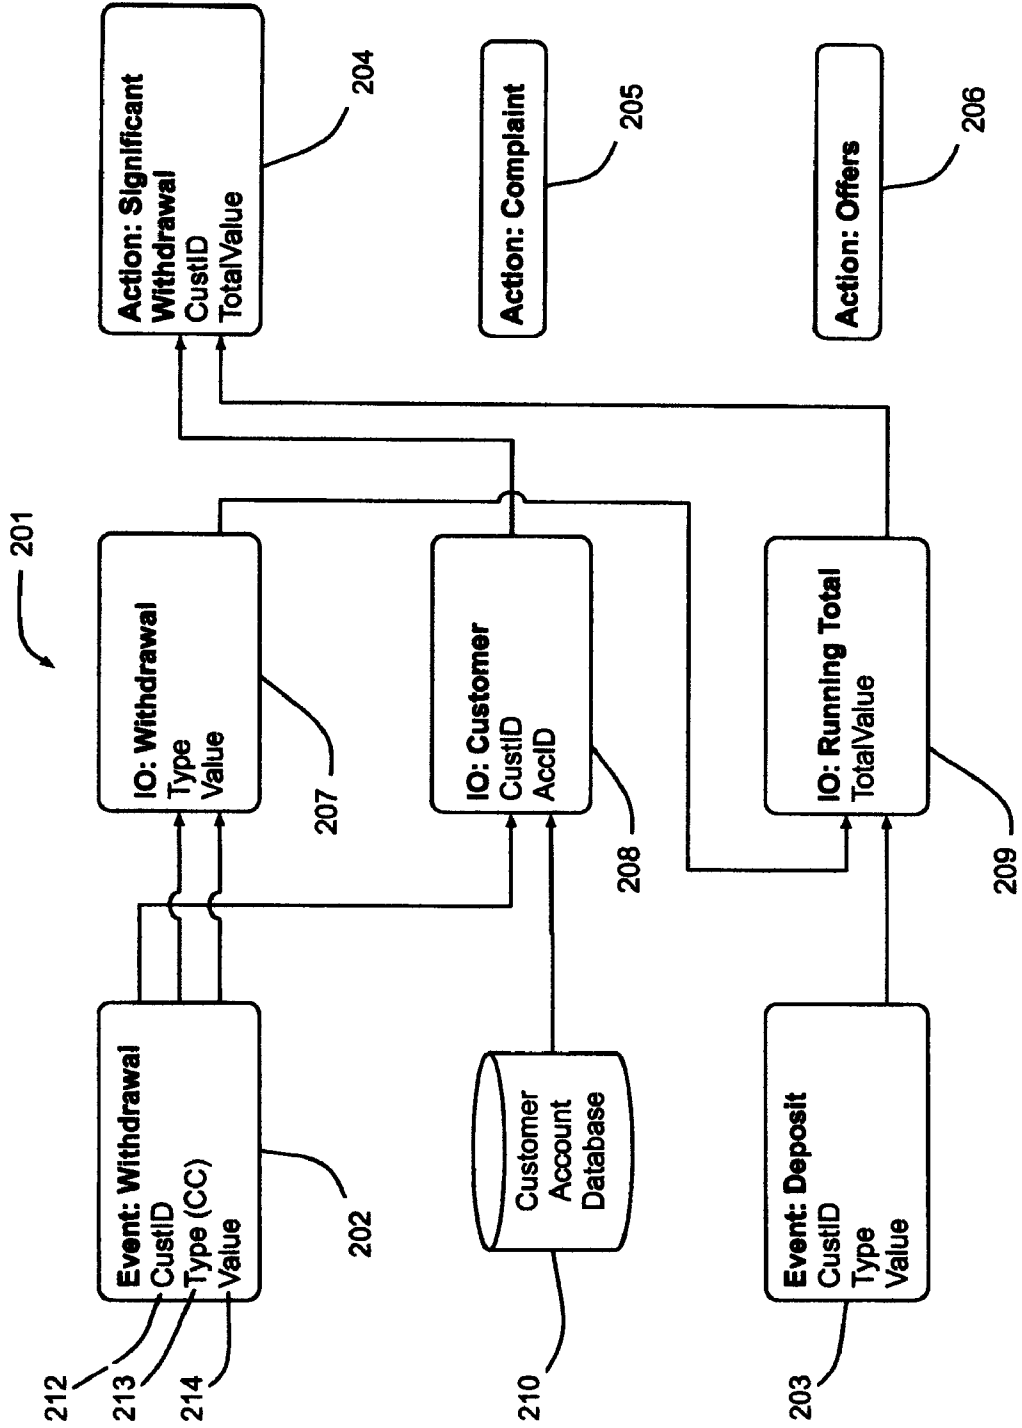 201
Event: Withdrawal
CustID
Type (CC)
Value
212
213
214
202
IO: Withdrawal
Type
Value
207
Action: Significant
Withdrawal
CustID
TotalValue
204
Customer
Account
Database
210
IO: Customer
CustID
AccID
208
Action: Complaint
205
Event: Deposit
CustID
Type
Value
203
IO: Running Total
TotalValue
209
Action: Offers
206